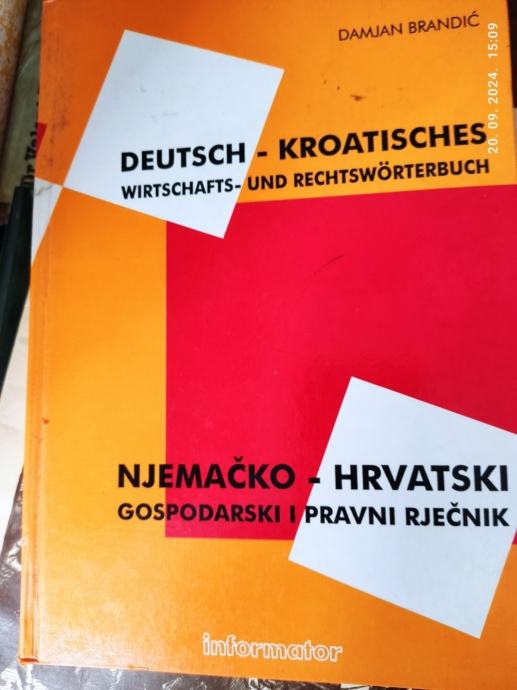 DAMJAN BRANDIĆ
20. 09. 2024. 15:09
DEUTSCH - KROATISCHES
WIRTSCHAFTS- UND RECHTSWÖRTERBUCH
NJEMAČKO - HRVATSKI
GOSPODARSKI I PRAVNI RJEČNIK
informator